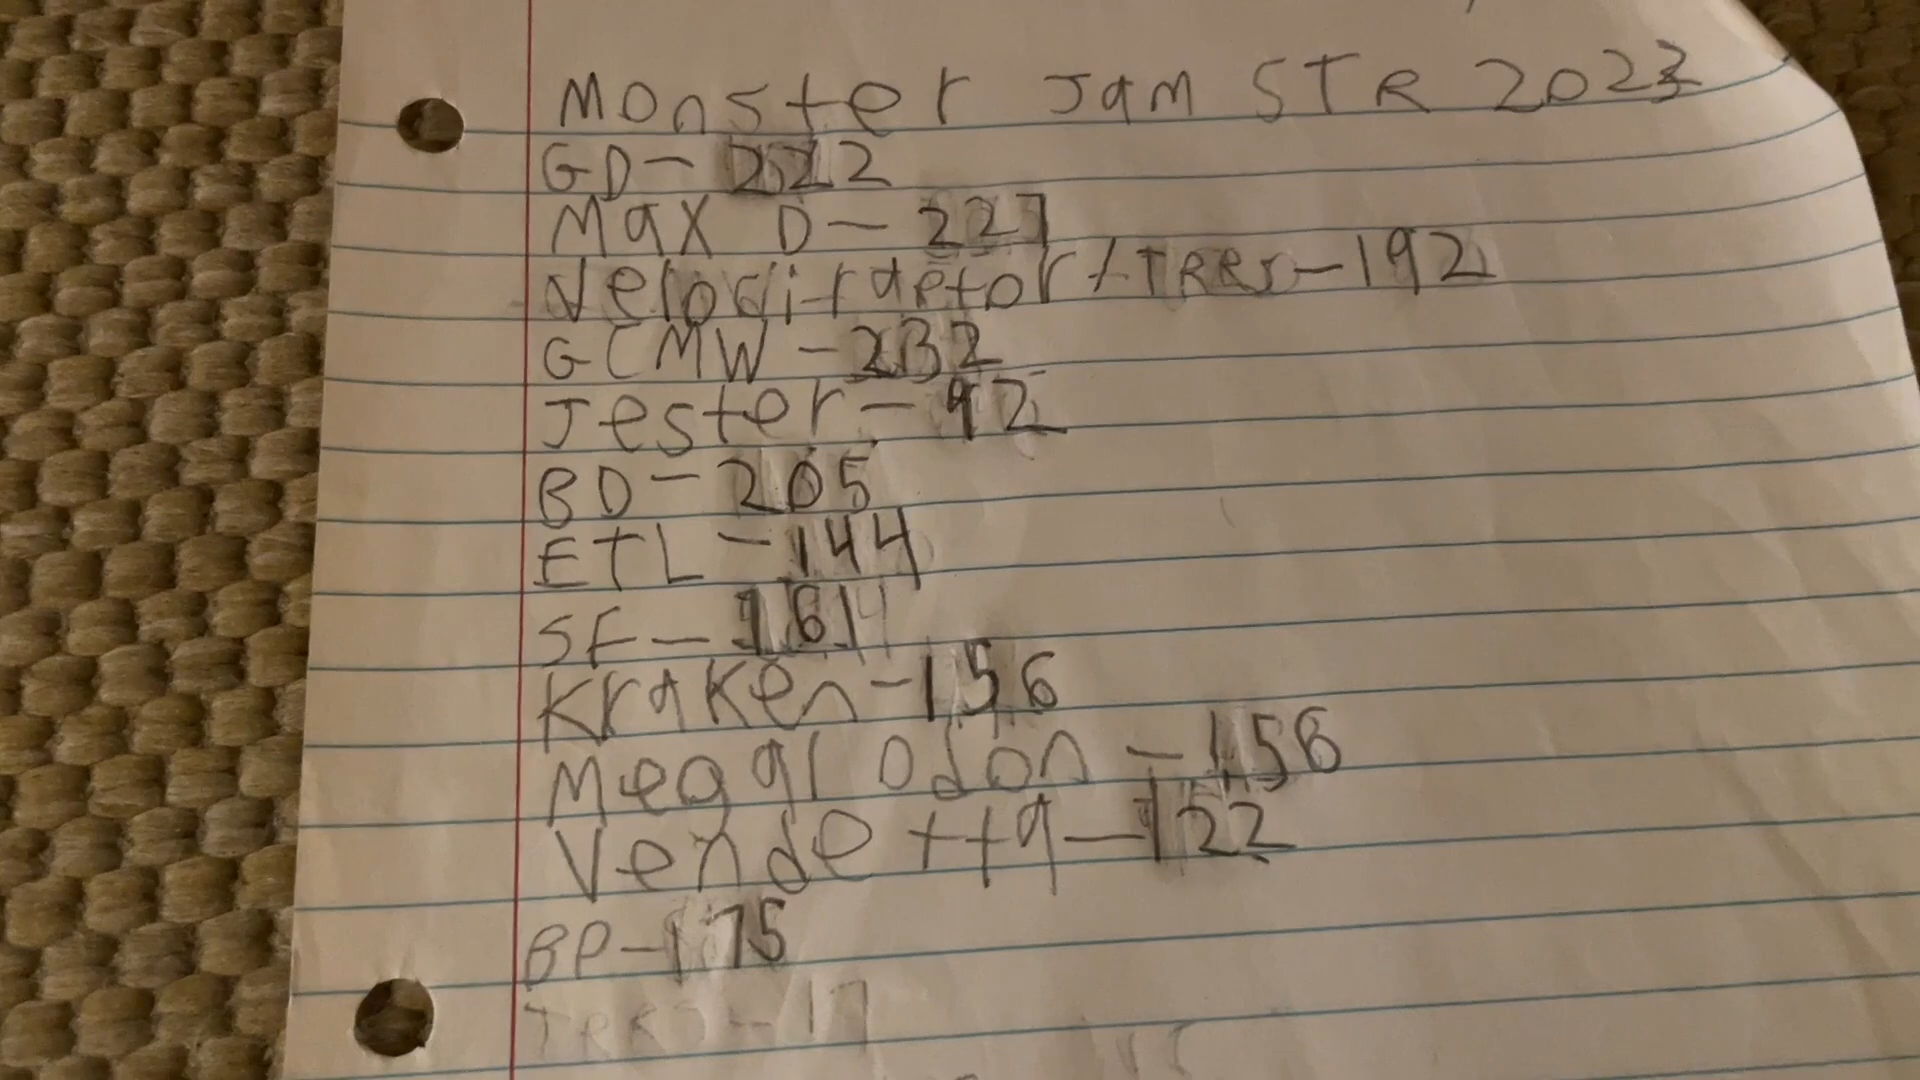 Monster Jam STR 2023
GD- 222
Max D- 227
Velociraptor/TRRS-192
GCMW -232
Jester- 92
BD- 205
ETL -144
SF- 161
Kraken-156
Megalodon -156
Vendetta-122
BP-175